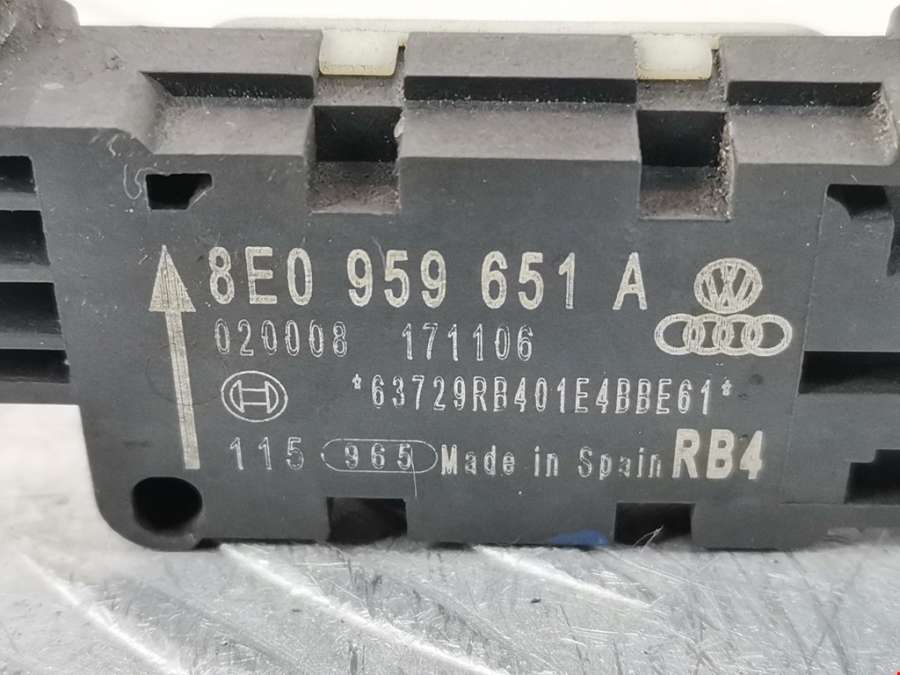 8E0 959 651 A
020008 171106
*63729RB401E4BBE61*
115 965 Made in Spain RB4